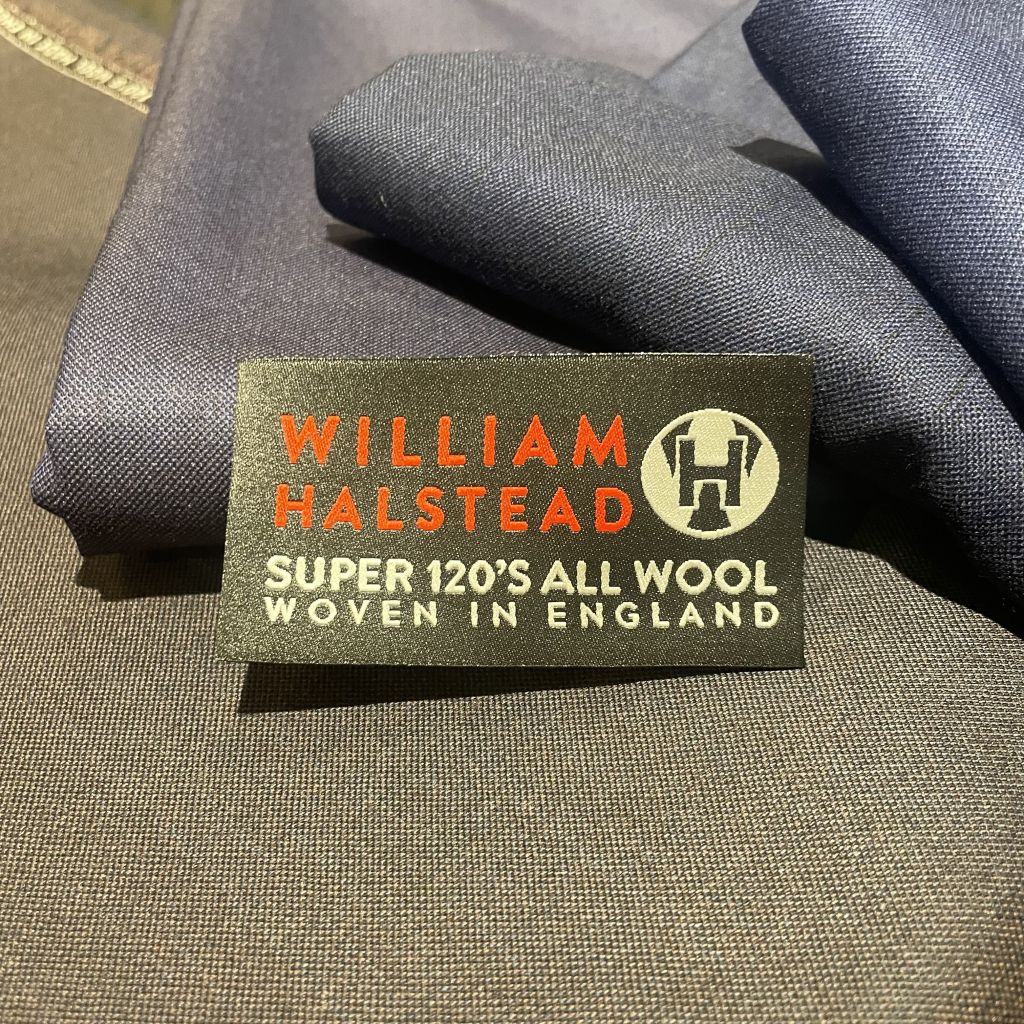 WILLIAM
HALSTEAD
SUPER 120'S ALL WOOL
WOVEN IN ENGLAND